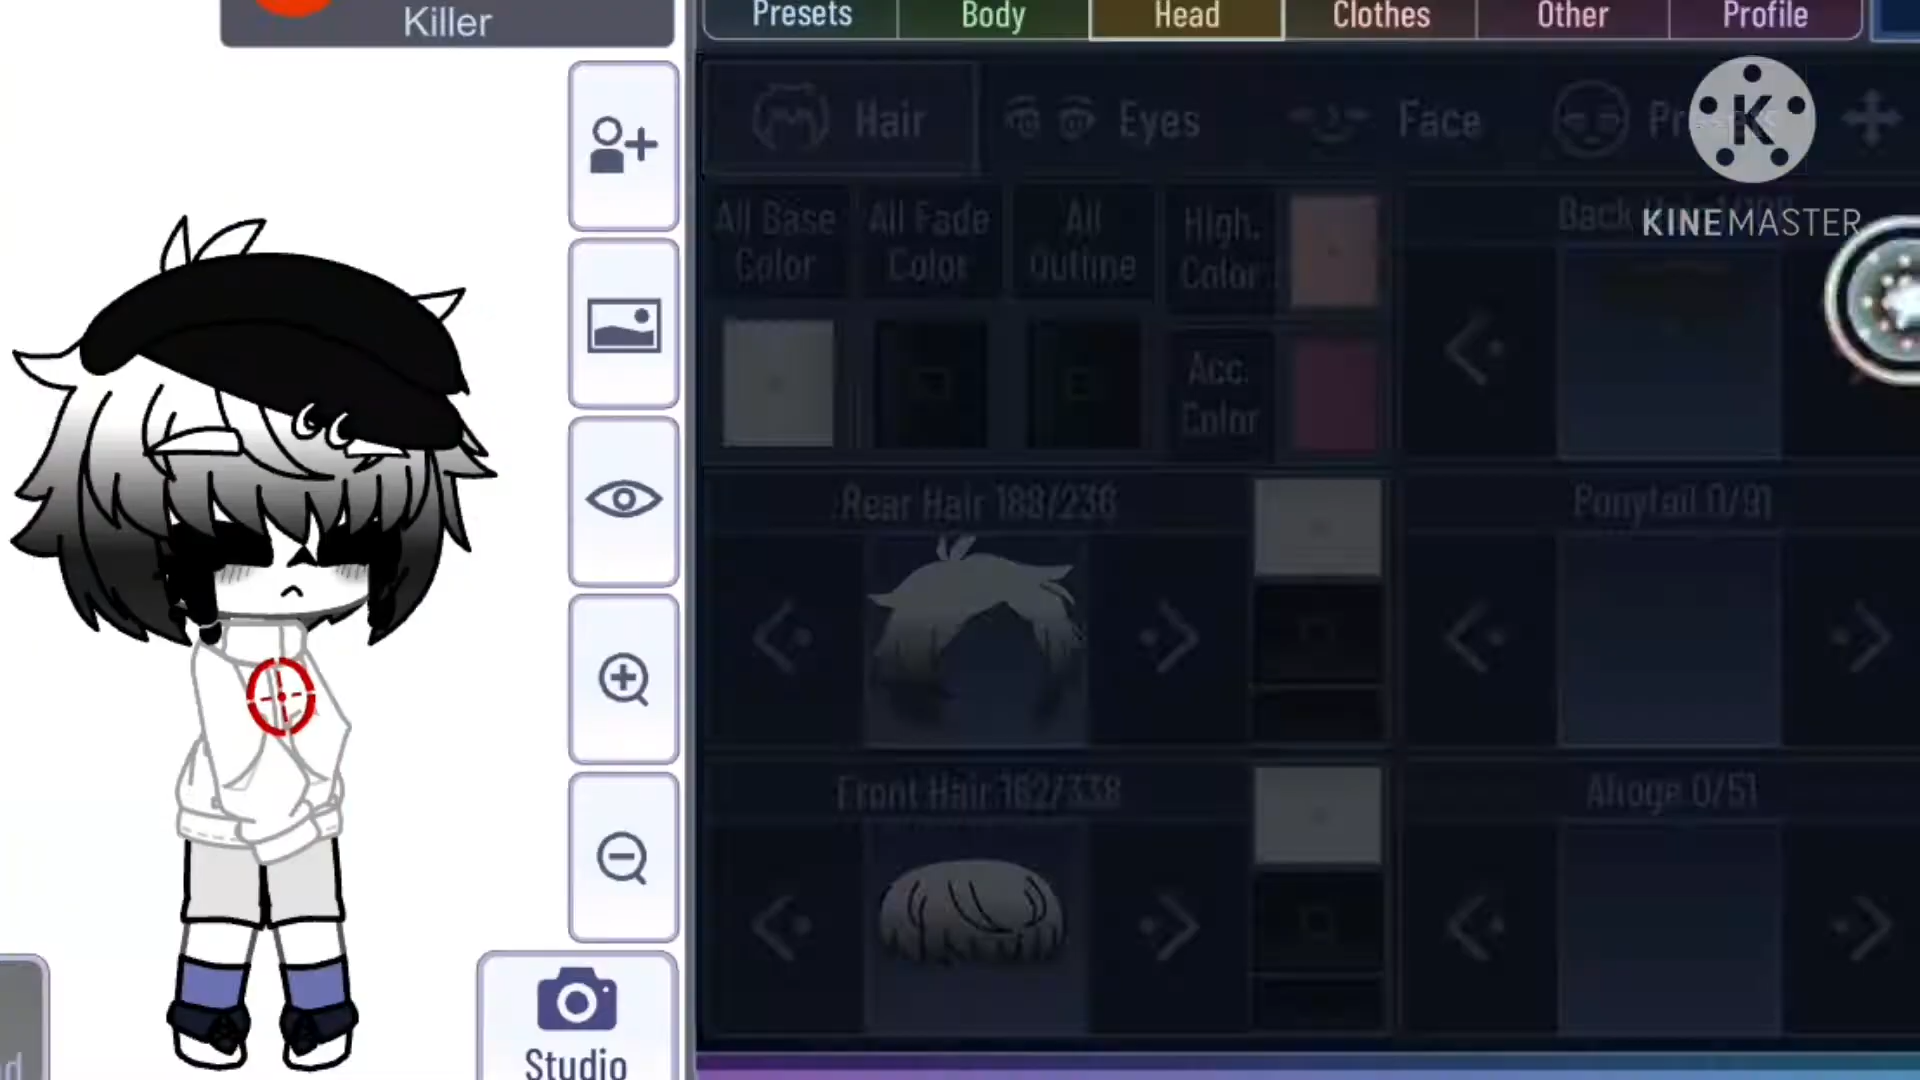 Killer
Presets
Body
Head
Clothes
Other
Profile
Hair
Eyes
Face
K
KINEMASTER
All Base
Color
All Fade
Color
All
Outline
High.
Color
Acc.
Color
Back
Rear Hair 188/236
Ponytail 0/91
Front Hair 162/338
Ahoge 0/51
Studio